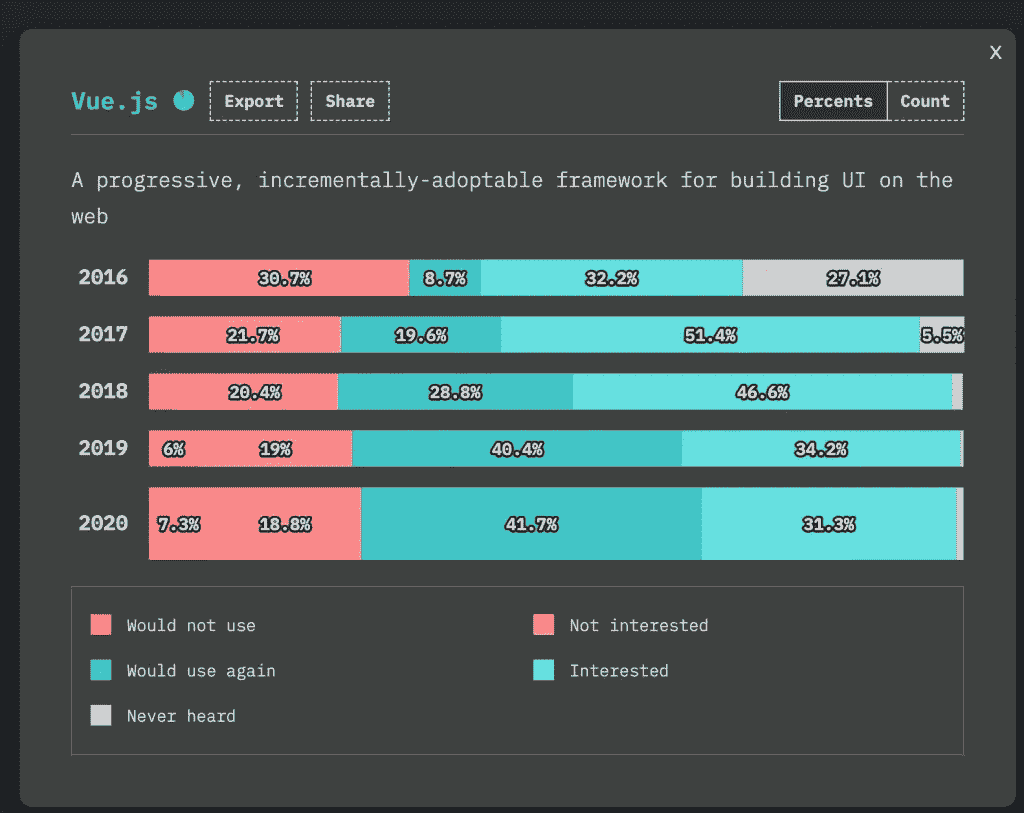 X
Vue.js Export Share Percents Count
A progressive, incrementally-adoptable framework for building UI on the
web
2016 30.7% 8.7% 32.2% 27.1%
2017 21.7% 19.6% 51.4% 5.5%
2018 20.4% 28.8% 46.6%
2019 6% 19% 40.4% 34.2%
2020 7.3% 18.8% 41.7% 31.3%
Would not use Not interested
Would use again Interested
Never heard